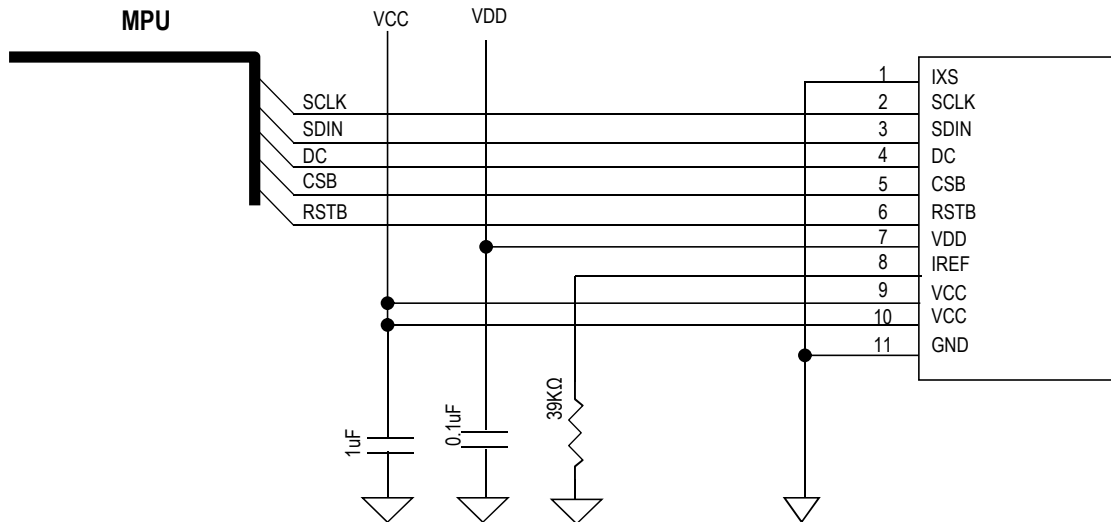 MPU
VCC
VDD
SCLK
SDIN
DC
CSB
RSTB
1 IXS
2 SCLK
3 SDIN
4 DC
5 CSB
6 RSTB
7 VDD
8 IREF
9 VCC
10 VCC
11 GND
1uF
0.1uF
39KΩ